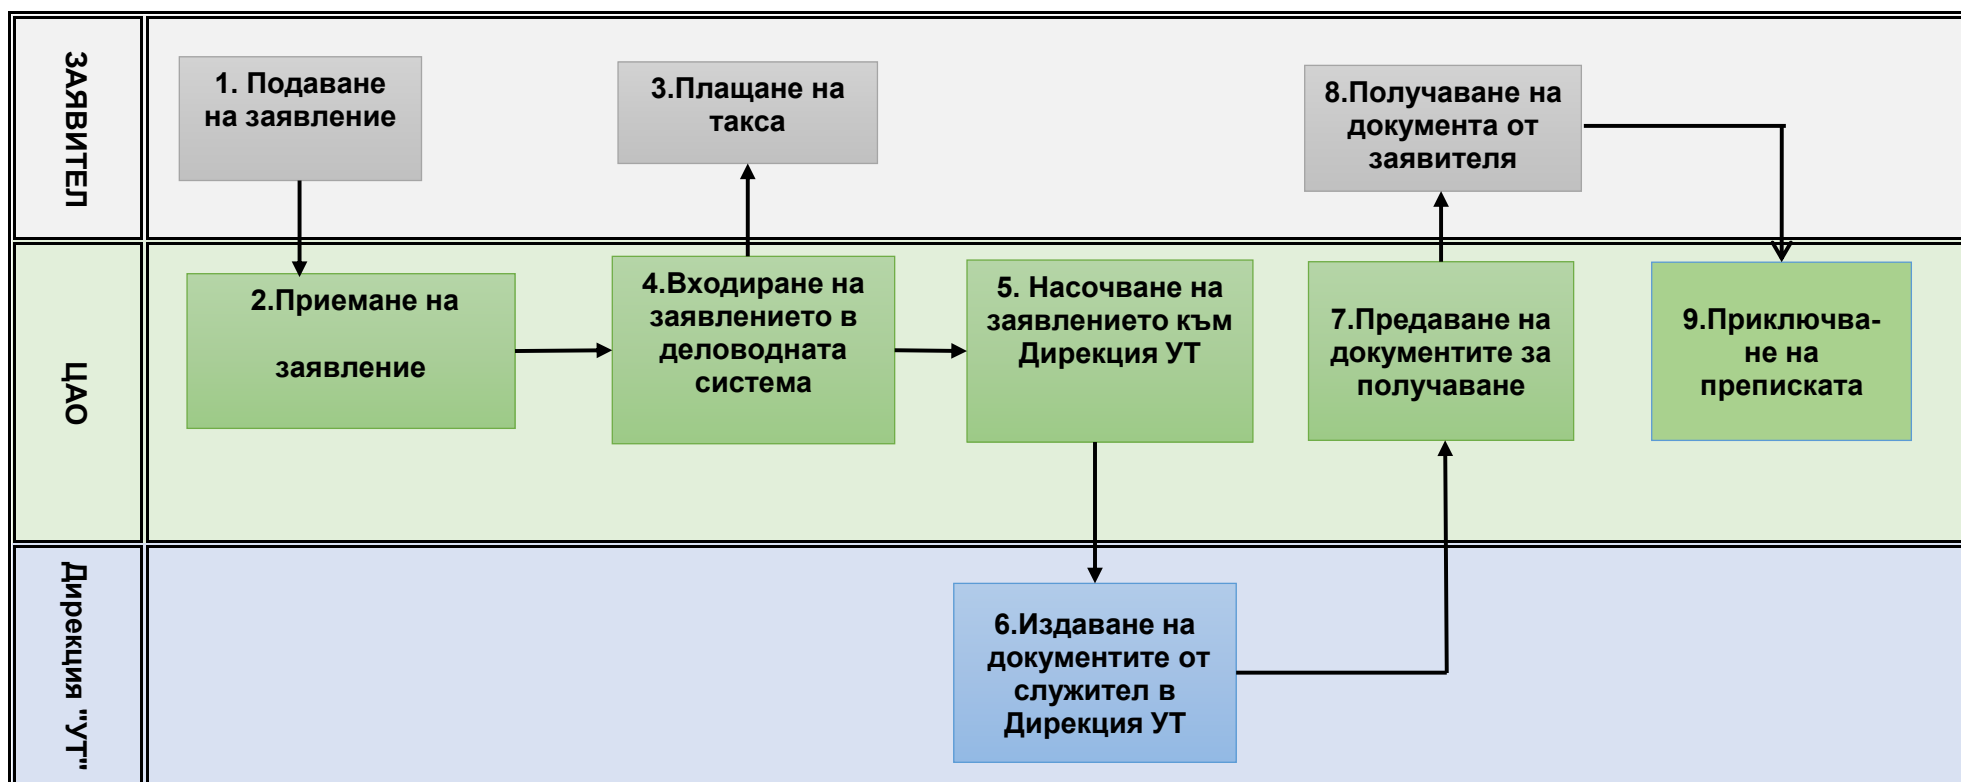 ЗАЯВИТЕЛ
1. Подаване
на заявление
3.Плащане на
такса
8.Получаване на
документа от
заявителя
ЦАО
2.Приемане на
заявление
4.Входиране на
заявлението в
деловодната
система
5. Насочване на
заявлението към
Дирекция УТ
7.Предаване на
документите за
получаване
9.Приключва-
не на
преписката
Дирекция "УТ"
6.Издаване на
документите от
служител в
Дирекция УТ